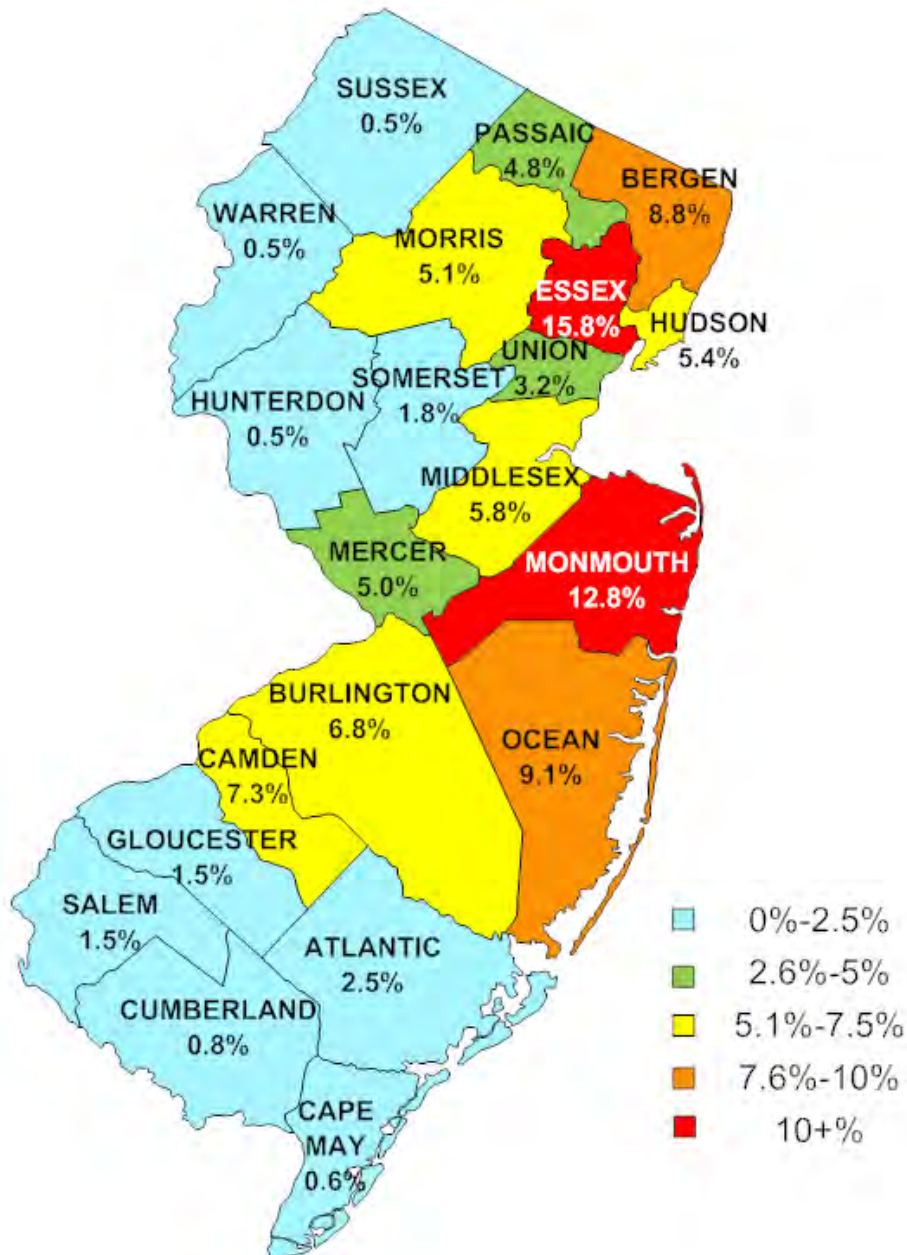 SUSSEX
0.5%
PASSAIC
4.8%
BERGEN
8.8%
WARREN
0.5%
MORRIS
5.1%
ESSEX
15.8%
HUDSON
5.4%
UNION
3.2%
SOMERSET
1.8%
HUNTERDON
0.5%
MIDDLESEX
5.8%
MERCER
5.0%
MONMOUTH
12.8%
BURLINGTON
6.8%
OCEAN
9.1%
CAMDEN
7.3%
GLOUCESTER
1.5%
SALEM
1.5%
ATLANTIC
2.5%
CUMBERLAND
0.8%
CAPE
MAY
0.6%
0%-2.5%
2.6%-5%
5.1%-7.5%
7.6%-10%
10+%